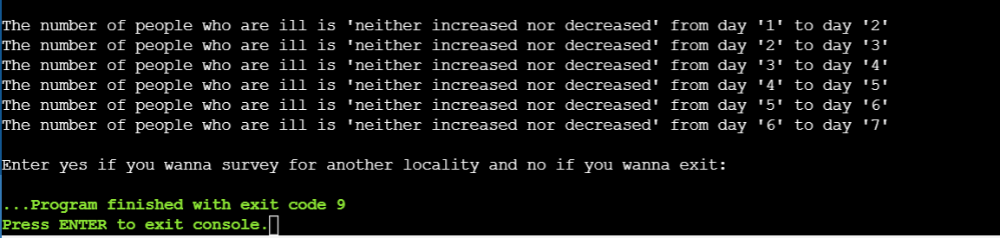 The number of people who are ill is 'neither increased nor decreased' from day '1' to day '2'
The number of people who are ill is 'neither increased nor decreased' from day '2' to day '3'
The number of people who are ill is 'neither increased nor decreased' from day '3' to day '4'
The number of people who are ill is 'neither increased nor decreased' from day '4' to day '5'
The number of people who are ill is 'neither increased nor decreased' from day '5' to day '6'
The number of people who are ill is 'neither increased nor decreased' from day '6' to day '7'
Enter yes if you wanna survey for another locality and no if you wanna exit:
...Program finished with exit code 9
Press ENTER to exit console.